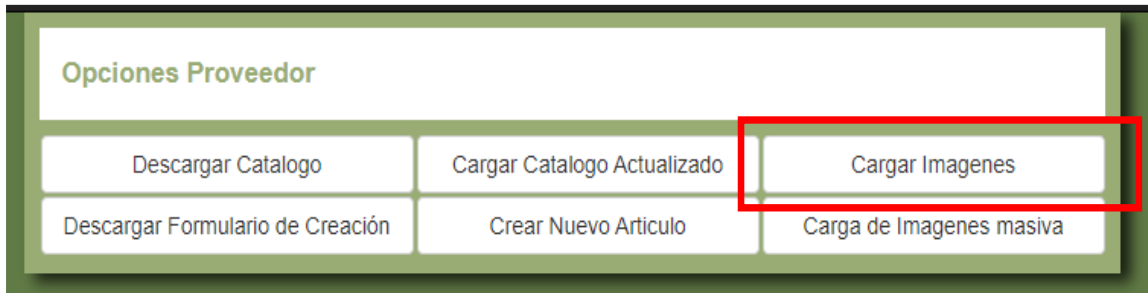 Opciones Proveedor
Descargar Catalogo Cargar Catalogo Actualizado Cargar Imagenes
Descargar Formulario de Creación Crear Nuevo Articulo Carga de Imagenes masiva